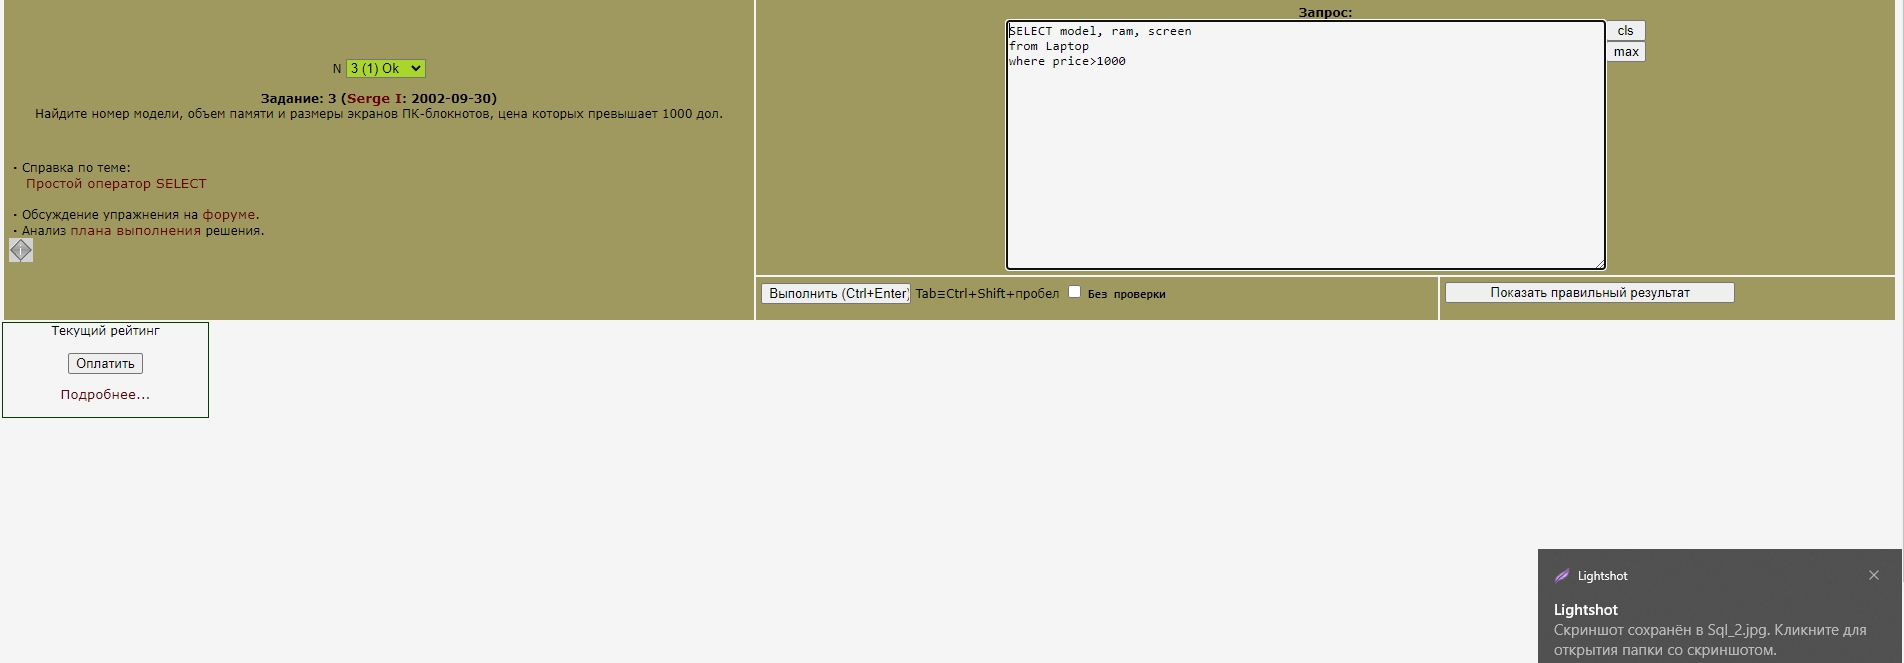 N 3 (1) Ok
Задание: 3 (Serge I: 2002-09-30)
Найдите номер модели, объем памяти и размеры экранов ПК-блокнотов, цена которых превышает 1000 дол.
· Справка по теме:
Простой оператор SELECT
· Обсуждение упражнения на форуме.
· Анализ плана выполнения решения.
Запрос:
SELECT model, ram, screen
from Laptop
where price>1000
cls
max
Выполнить (Ctrl+Enter) Tab≡Ctrl+Shift+пробел Без проверки
Показать правильный результат
Текущий рейтинг
Оплатить
Подробнее...
Lightshot
Lightshot
Скриншот сохранён в Sql_2.jpg. Кликните для
открытия папки со скриншотом.